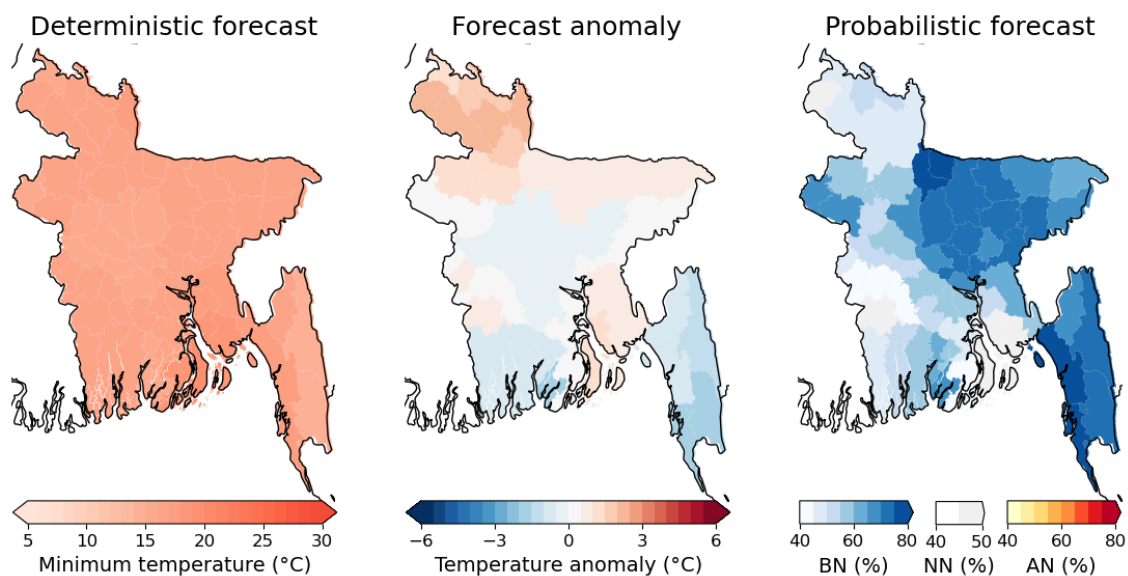 Deterministic forecast
Forecast anomaly
Probabilistic forecast
5 10 15 20 25 30
Minimum temperature (°C)
−6 −3 0 3 6
Temperature anomaly (°C)
40 60 80
BN (%)
40 50
NN (%)
40 60 80
AN (%)